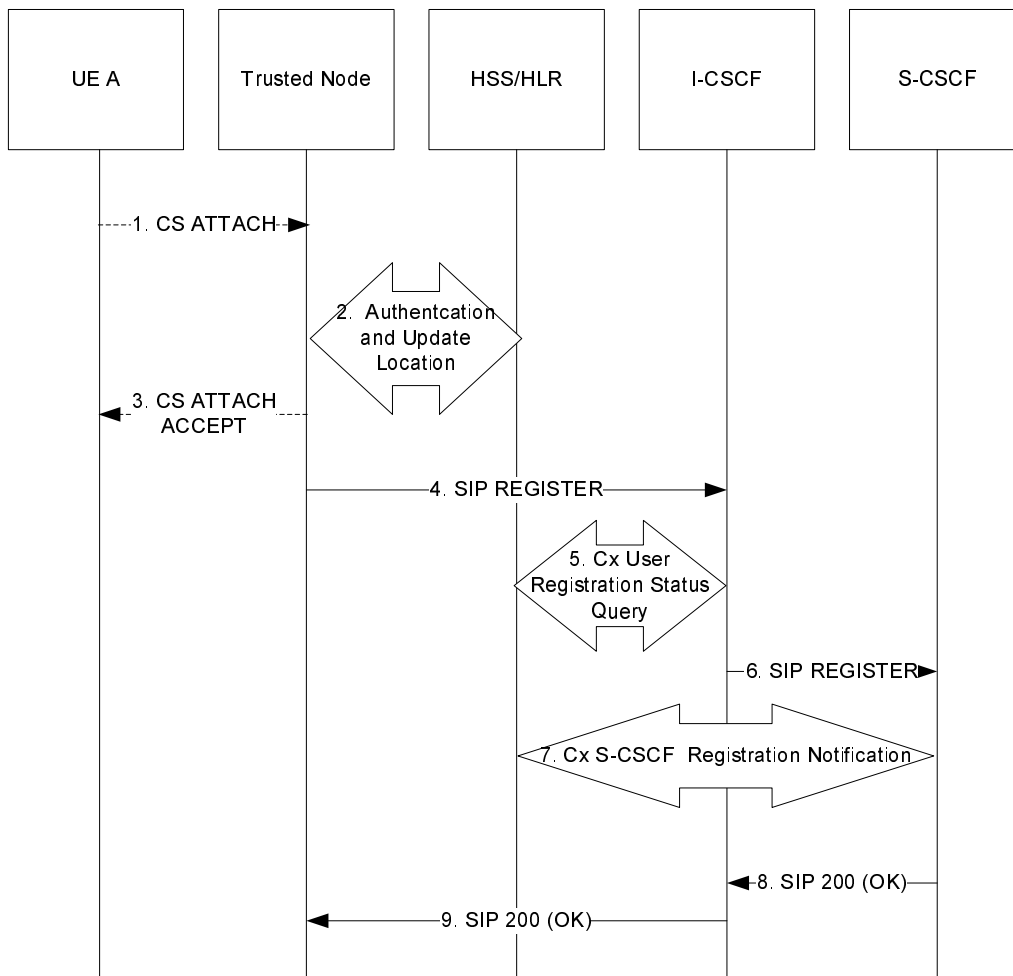 UE A
Trusted Node
HSS/HLR
I-CSCF
S-CSCF
1. CS ATTACH
2. Authentcation
and Update
Location
3. CS ATTACH
ACCEPT
4. SIP REGISTER
5. Cx User
Registration Status
Query
6. SIP REGISTER
7. Cx S-CSCF Registration Notification
8. SIP 200 (OK)
9. SIP 200 (OK)